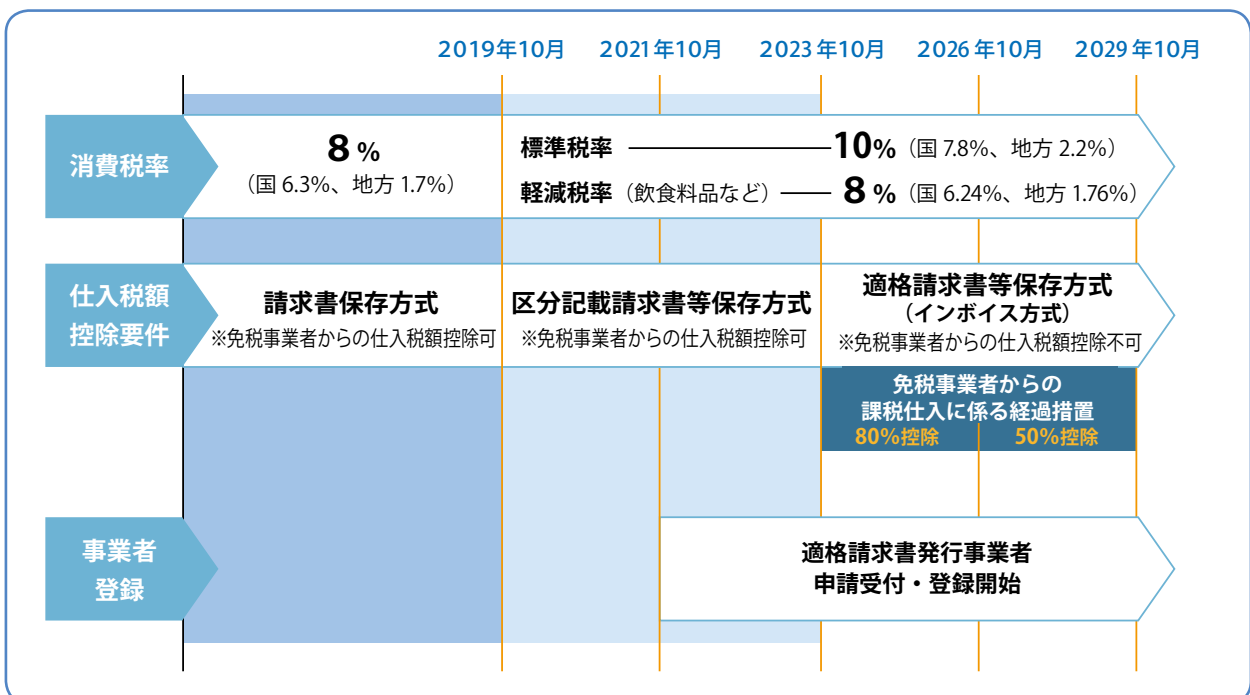 2019年10月 2021年10月 2023年10月 2026年10月 2029年10月
消費税率
8%
(国 6.3%、地方 1.7%)
標準税率 10%(国 7.8%、地方 2.2%)
軽減税率(飲食料品など) 8%(国 6.24%、地方 1.76%)
仕入税額
控除要件
請求書保存方式
※免税事業者からの仕入税額控除可
区分記載請求書等保存方式
※免税事業者からの仕入税額控除可
適格請求書等保存方式
(インボイス方式)
※免税事業者からの仕入税額控除不可
免税事業者からの
課税仕入に係る経過措置
80%控除 50%控除
事業者
登録
適格請求書発行事業者
申請受付・登録開始